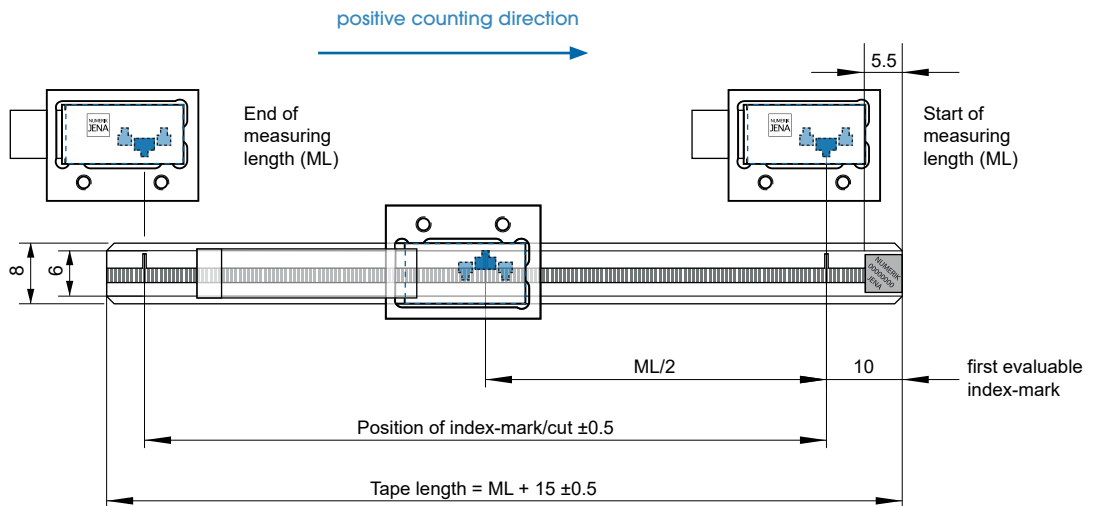 positive counting direction
5.5
NUMERIK
JENA
End of
measuring
length (ML)
NUMERIK
JENA
Start of
measuring
length (ML)
8
6
NUMERIK
00000000
JENA
ML/2
10
first evaluable
index-mark
Position of index-mark/cut ±0.5
Tape length = ML + 15 ±0.5